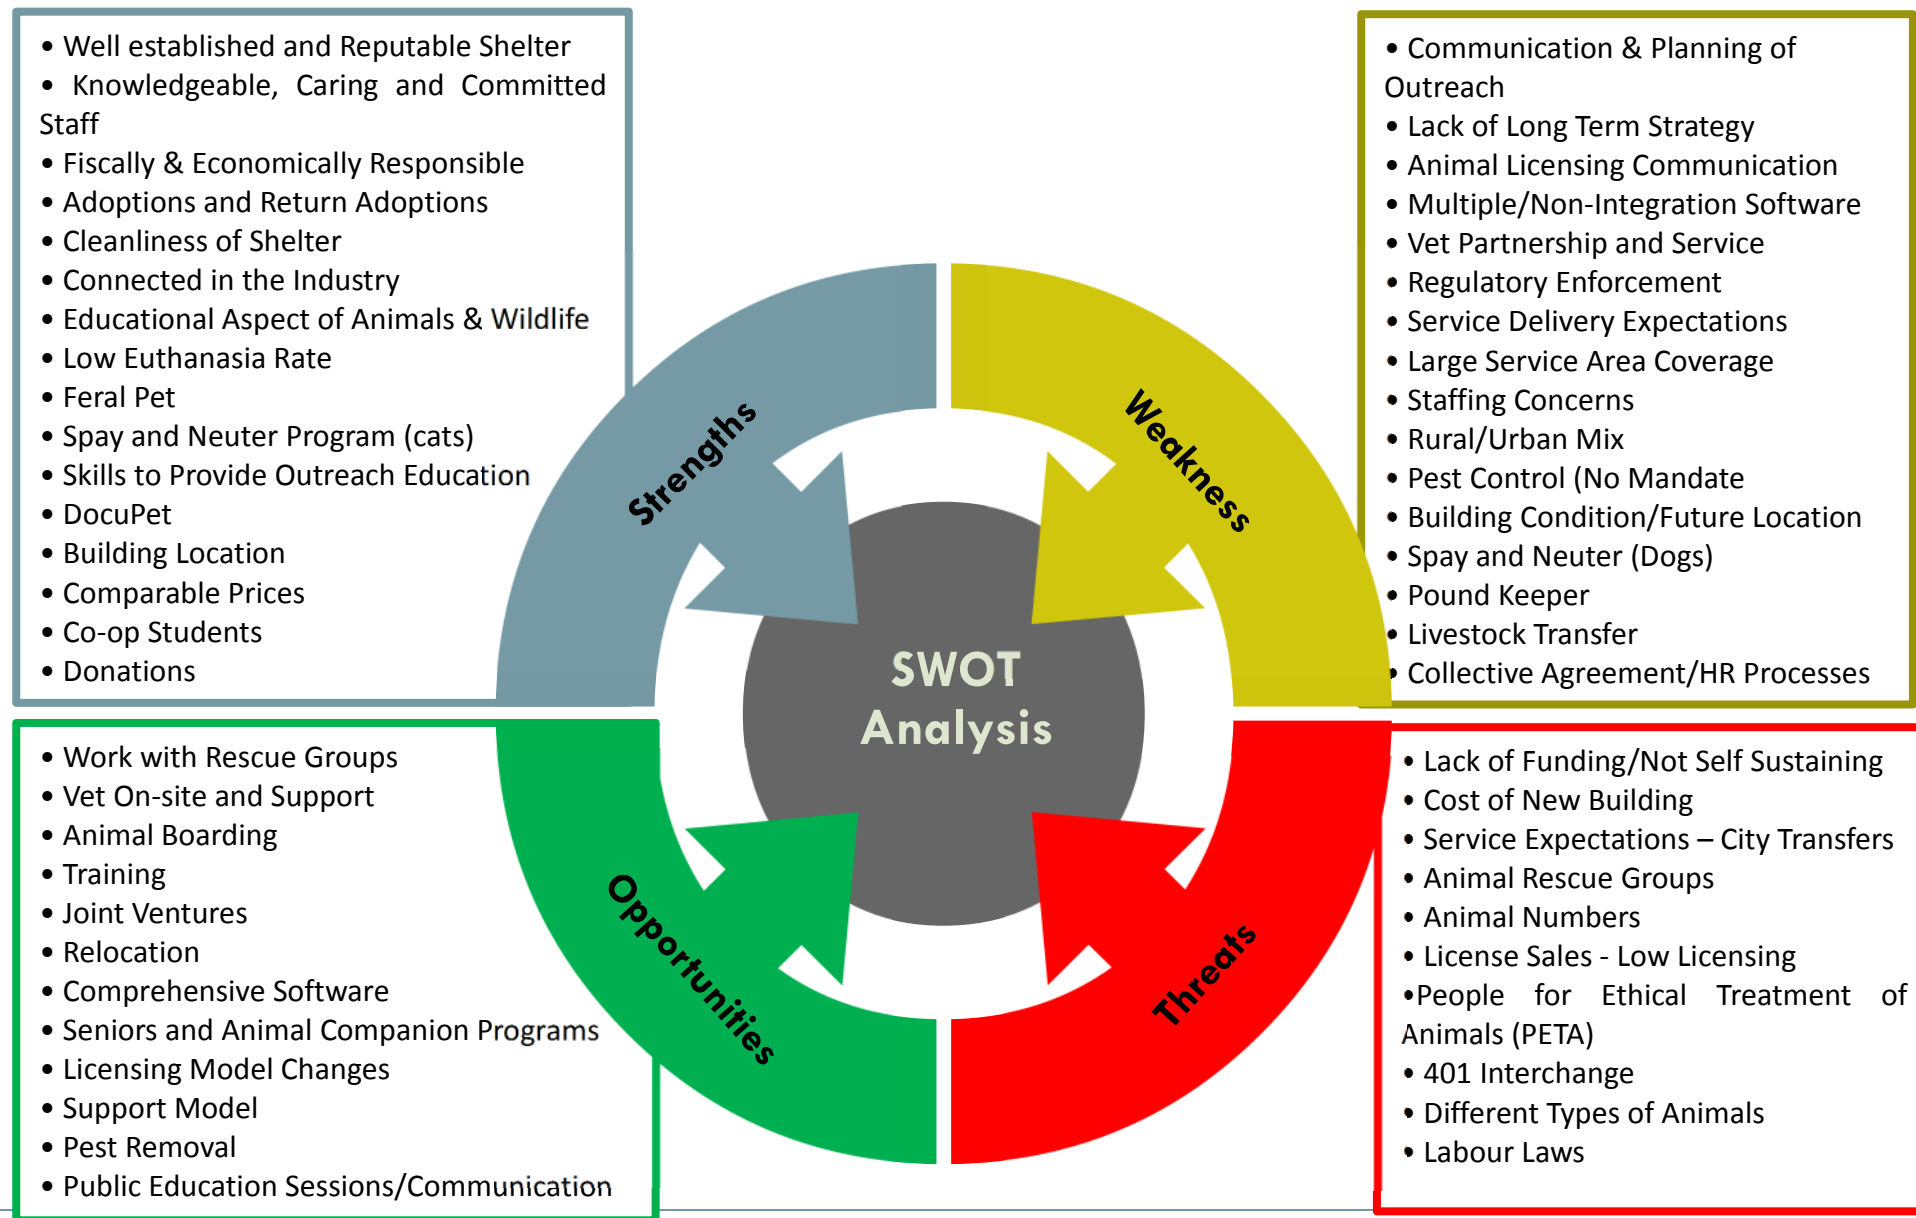 • Well established and Reputable Shelter
• Knowledgeable, Caring and Committed
Staff
• Fiscally & Economically Responsible
• Adoptions and Return Adoptions
• Cleanliness of Shelter
• Connected in the Industry
• Educational Aspect of Animals & Wildlife
• Low Euthanasia Rate
• Feral Pet
• Spay and Neuter Program (cats)
• Skills to Provide Outreach Education
• DocuPet
• Building Location
• Comparable Prices
• Co-op Students
• Donations
• Communication & Planning of
Outreach
• Lack of Long Term Strategy
• Animal Licensing Communication
• Multiple/Non-Integration Software
• Vet Partnership and Service
• Regulatory Enforcement
• Service Delivery Expectations
• Large Service Area Coverage
• Staffing Concerns
• Rural/Urban Mix
• Pest Control (No Mandate
• Building Condition/Future Location
• Spay and Neuter (Dogs)
• Pound Keeper
• Livestock Transfer
• Collective Agreement/HR Processes
Strengths
Weakness
SWOT
Analysis
Opportunities
Threats
• Work with Rescue Groups
• Vet On-site and Support
• Animal Boarding
• Training
• Joint Ventures
• Relocation
• Comprehensive Software
• Seniors and Animal Companion Programs
• Licensing Model Changes
• Support Model
• Pest Removal
• Public Education Sessions/Communication
• Lack of Funding/Not Self Sustaining
• Cost of New Building
• Service Expectations – City Transfers
• Animal Rescue Groups
• Animal Numbers
• License Sales - Low Licensing
•People for Ethical Treatment of
Animals (PETA)
• 401 Interchange
• Different Types of Animals
• Labour Laws